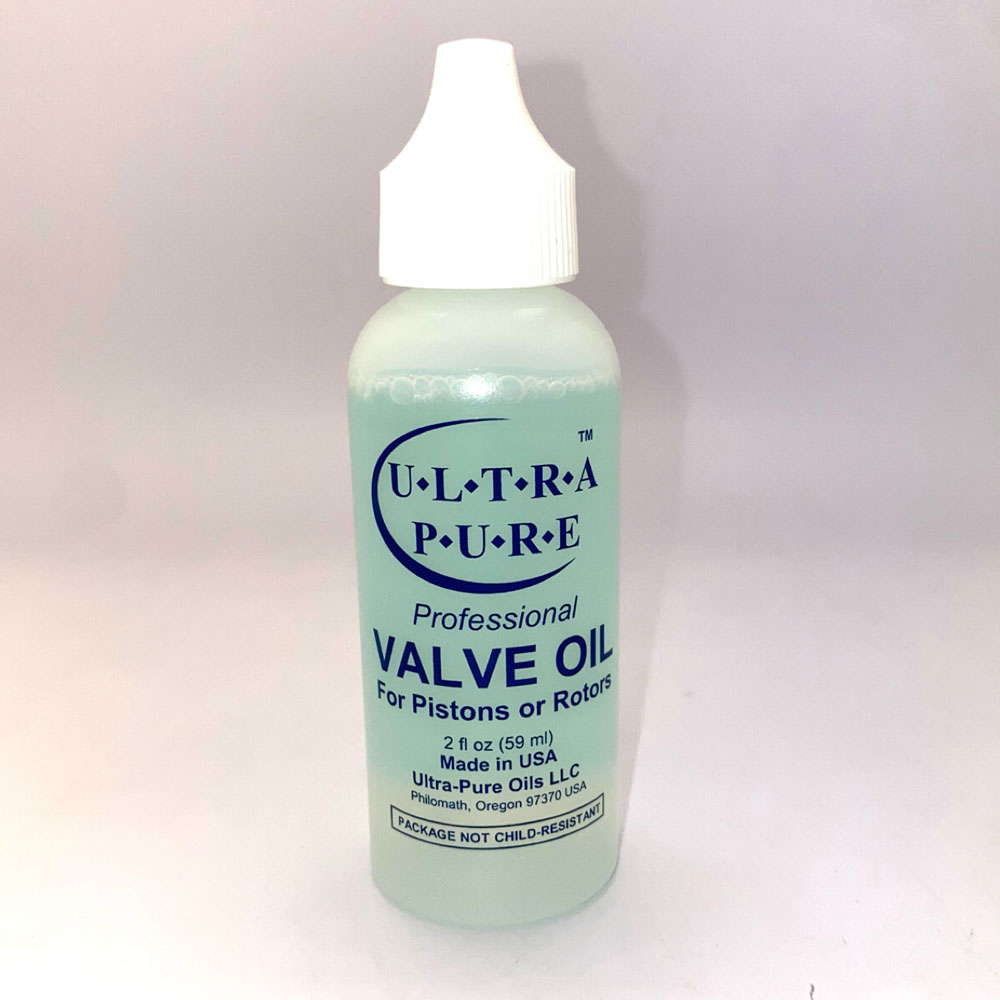 U♦L♦T♦R♦A™
P♦U♦R♦E
Professional
VALVE OIL
For Pistons or Rotors
2 fl oz (59 ml)
Made in USA
Ultra-Pure Oils LLC
Philomath, Oregon 97370 USA
PACKAGE NOT CHILD-RESISTANT